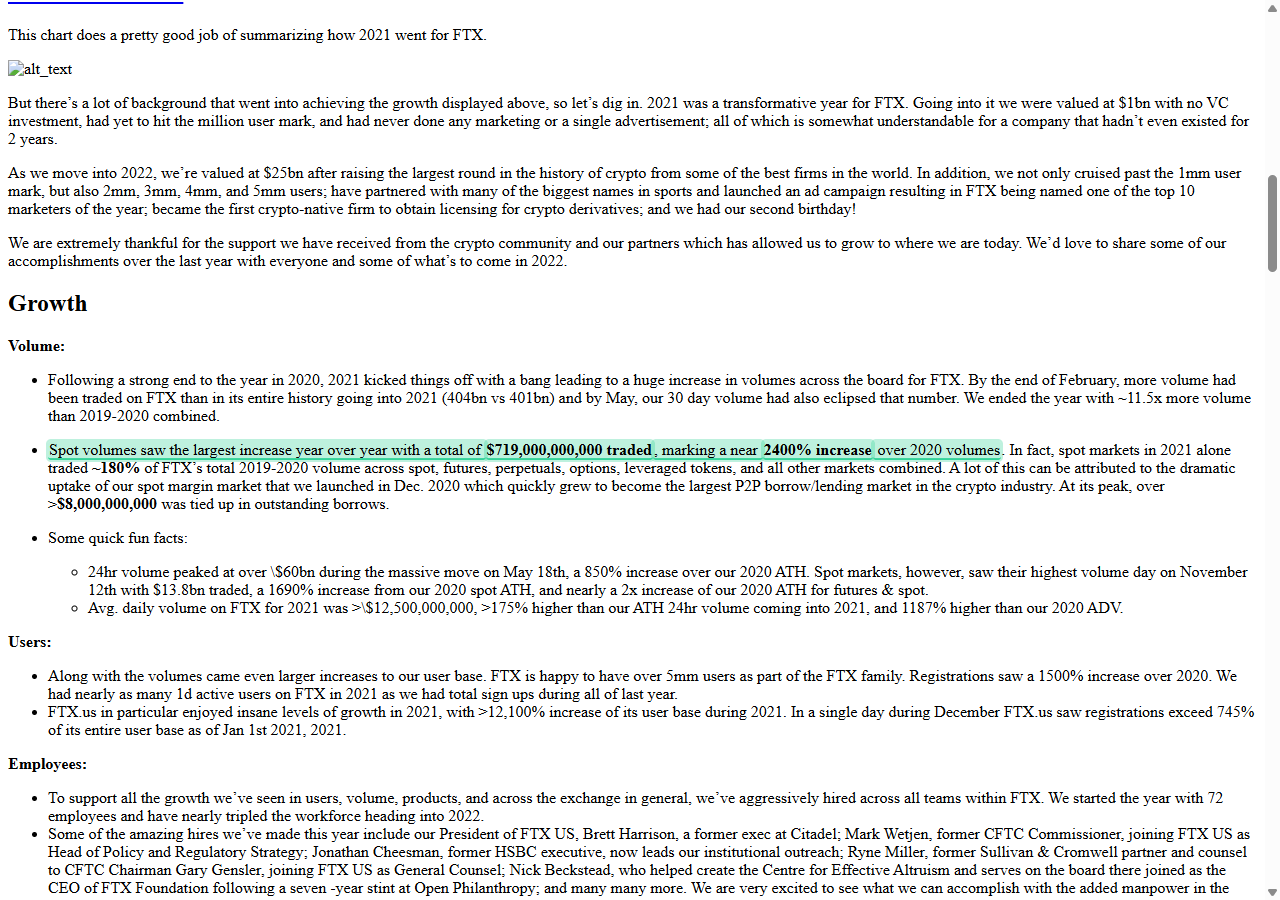 This chart does a pretty good job of summarizing how 2021 went for FTX.
alt_text
But there’s a lot of background that went into achieving the growth displayed above, so let’s dig in. 2021 was a transformative year for FTX. Going into it we were valued at $1bn with no VC
investment, had yet to hit the million user mark, and had never done any marketing or a single advertisement; all of which is somewhat understandable for a company that hadn’t even existed for
2 years.
As we move into 2022, we’re valued at $25bn after raising the largest round in the history of crypto from some of the best firms in the world. In addition, we not only cruised past the 1mm user
mark, but also 2mm, 3mm, 4mm, and 5mm users; have partnered with many of the biggest names in sports and launched an ad campaign resulting in FTX being named one of the top 10
marketers of the year; became the first crypto-native firm to obtain licensing for crypto derivatives; and we had our second birthday!
We are extremely thankful for the support we have received from the crypto community and our partners which has allowed us to grow to where we are today. We’d love to share some of our
accomplishments over the last year with everyone and some of what’s to come in 2022.
Growth
Volume:
• Following a strong end to the year in 2020, 2021 kicked things off with a bang leading to a huge increase in volumes across the board for FTX. By the end of February, more volume had
been traded on FTX than in its entire history going into 2021 (404bn vs 401bn) and by May, our 30 day volume had also eclipsed that number. We ended the year with ~11.5x more volume
than 2019-2020 combined.
• Spot volumes saw the largest increase year over year with a total of $719,000,000,000 traded, marking a near 2400% increase over 2020 volumes. In fact, spot markets in 2021 alone
traded ~180% of FTX’s total 2019-2020 volume across spot, futures, perpetuals, options, leveraged tokens, and all other markets combined. A lot of this can be attributed to the dramatic
uptake of our spot margin market that we launched in Dec. 2020 which quickly grew to become the largest P2P borrow/lending market in the crypto industry. At its peak, over
>$8,000,000,000 was tied up in outstanding borrows.
• Some quick fun facts:
◦ 24hr volume peaked at over \$60bn during the massive move on May 18th, a 850% increase over our 2020 ATH. Spot markets, however, saw their highest volume day on November
12th with $13.8bn traded, a 1690% increase from our 2020 spot ATH, and nearly a 2x increase of our 2020 ATH for futures & spot.
◦ Avg. daily volume on FTX for 2021 was >\$12,500,000,000, >175% higher than our ATH 24hr volume coming into 2021, and 1187% higher than our 2020 ADV.
Users:
• Along with the volumes came even larger increases to our user base. FTX is happy to have over 5mm users as part of the FTX family. Registrations saw a 1500% increase over 2020. We
had nearly as many 1d active users on FTX in 2021 as we had total sign ups during all of last year.
• FTX.us in particular enjoyed insane levels of growth in 2021, with >12,100% increase of its user base during 2021. In a single day during December FTX.us saw registrations exceed 745%
of its entire user base as of Jan 1st 2021, 2021.
Employees:
• To support all the growth we’ve seen in users, volume, products, and across the exchange in general, we’ve aggressively hired across all teams within FTX. We started the year with 72
employees and have nearly tripled the workforce heading into 2022.
• Some of the amazing hires we’ve made this year include our President of FTX US, Brett Harrison, a former exec at Citadel; Mark Wetjen, former CFTC Commissioner, joining FTX US as
Head of Policy and Regulatory Strategy; Jonathan Cheesman, former HSBC executive, now leads our institutional outreach; Ryne Miller, former Sullivan & Cromwell partner and counsel
to CFTC Chairman Gary Gensler, joining FTX US as General Counsel; Nick Beckstead, who helped create the Centre for Effective Altruism and serves on the board there joined as the
CEO of FTX Foundation following a seven -year stint at Open Philanthropy; and many many more. We are very excited to see what we can accomplish with the added manpower in the